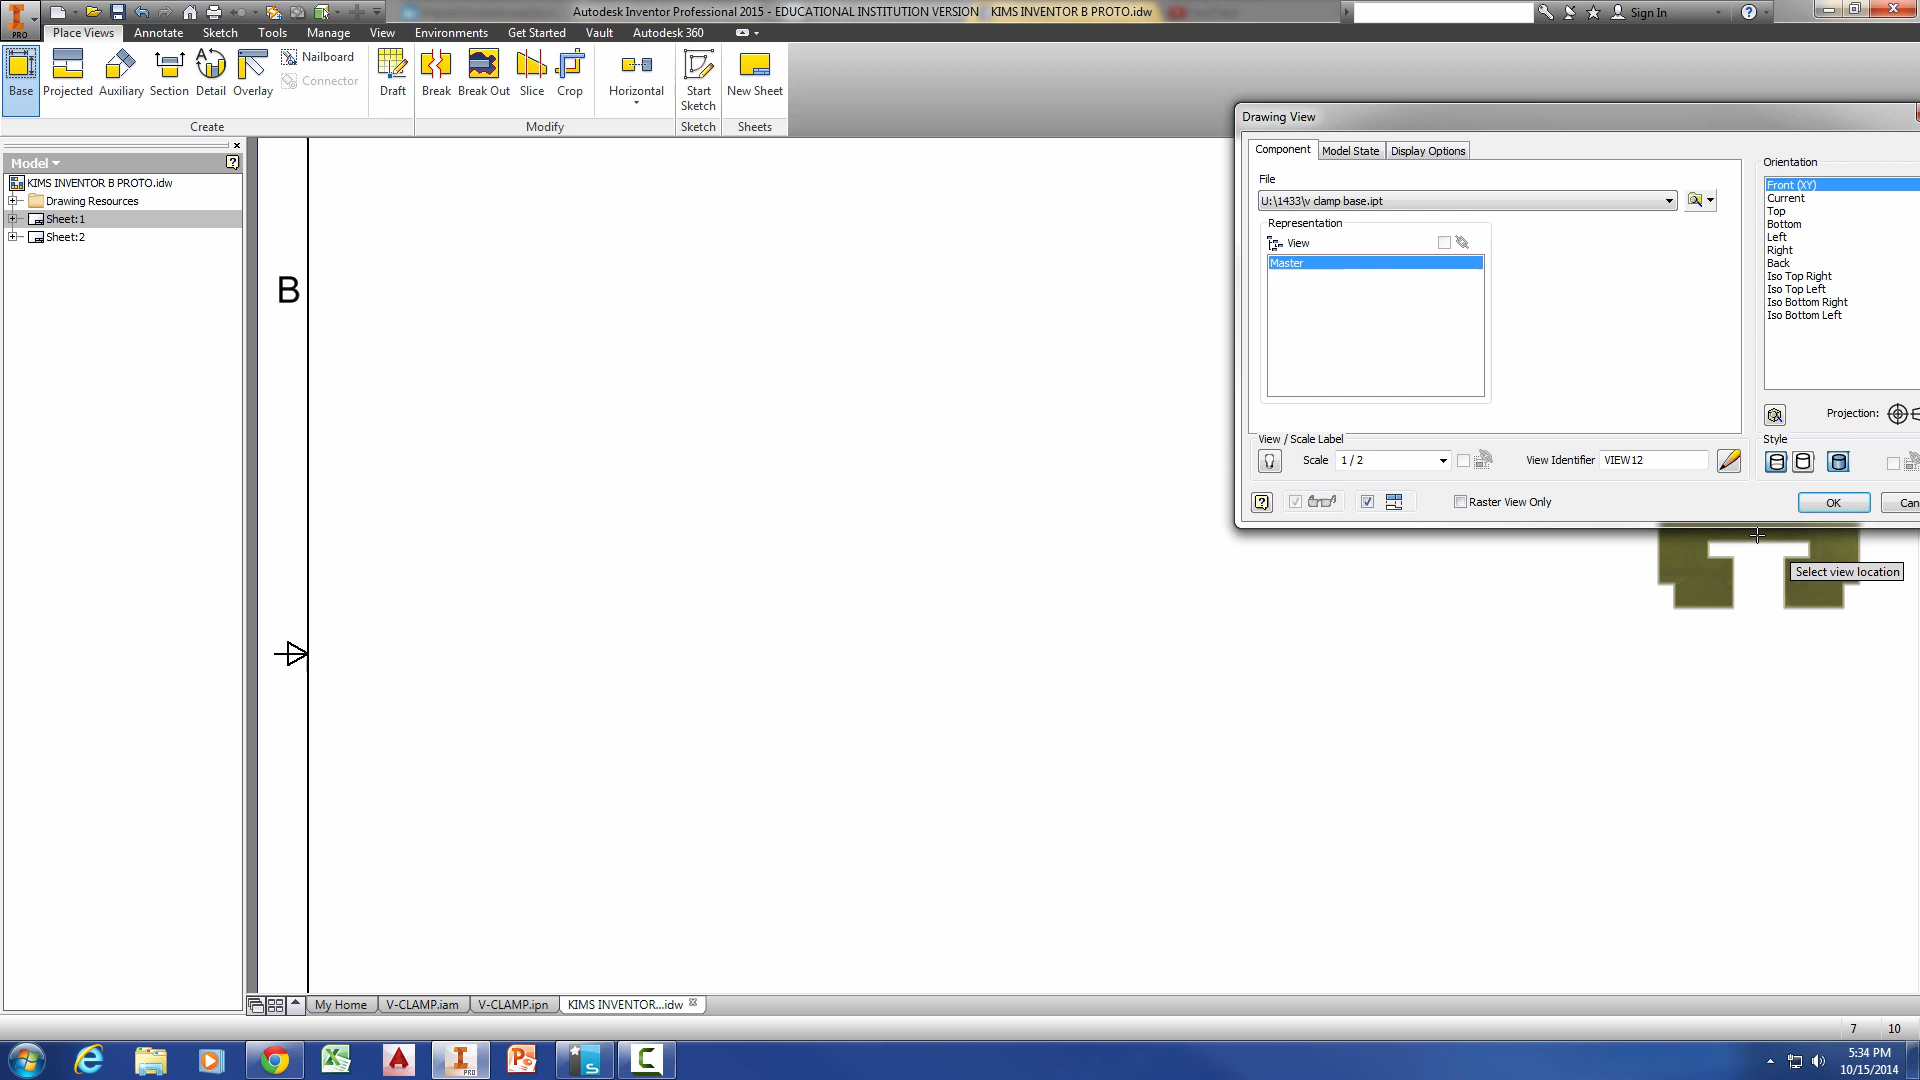 Autodesk Inventor Professional 2015 - EDUCATIONAL INSTITUTION VERSION KIMS INVENTOR B PROTO.idw
Sign In
PRO
Place Views Annotate Sketch Tools Manage View Environments Get Started Vault Autodesk 360
Base Projected Auxiliary Section Detail Overlay Nailboard Connector Draft Break Break Out Slice Crop Horizontal Start Sketch New Sheet
Create Modify Sketch Sheets
Model
KIMS INVENTOR B PROTO.idw
Drawing Resources
Sheet:1
Sheet:2
B
Drawing View
Component Model State Display Options
File
U:\1433\v clamp base.ipt
Representation
View
Master
Orientation
Front (XY)
Current
Top
Bottom
Left
Right
Back
Iso Top Right
Iso Top Left
Iso Bottom Right
Iso Bottom Left
Projection:
View / Scale Label
Scale 1 / 2
View Identifier VIEW12
Style
Raster View Only
OK
Can
Select view location
My Home V-CLAMP.iam V-CLAMP.ipn KIMS INVENTOR...idw
7 10
PRO
5:34 PM
10/15/2014